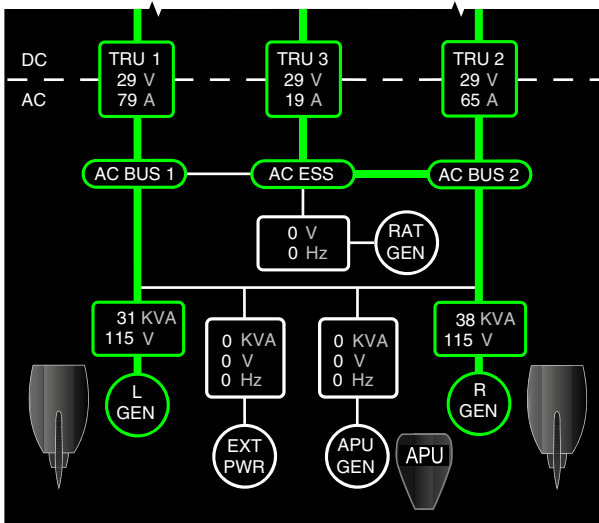 DC
AC
TRU 1
29 V
79 A
TRU 3
29 V
19 A
TRU 2
29 V
65 A
AC BUS 1
AC ESS
AC BUS 2
0 V
0 Hz
RAT
GEN
31 KVA
115 V
0 KVA
0 V
0 Hz
0 KVA
0 V
0 Hz
38 KVA
115 V
L
GEN
EXT
PWR
APU
GEN
APU
R
GEN